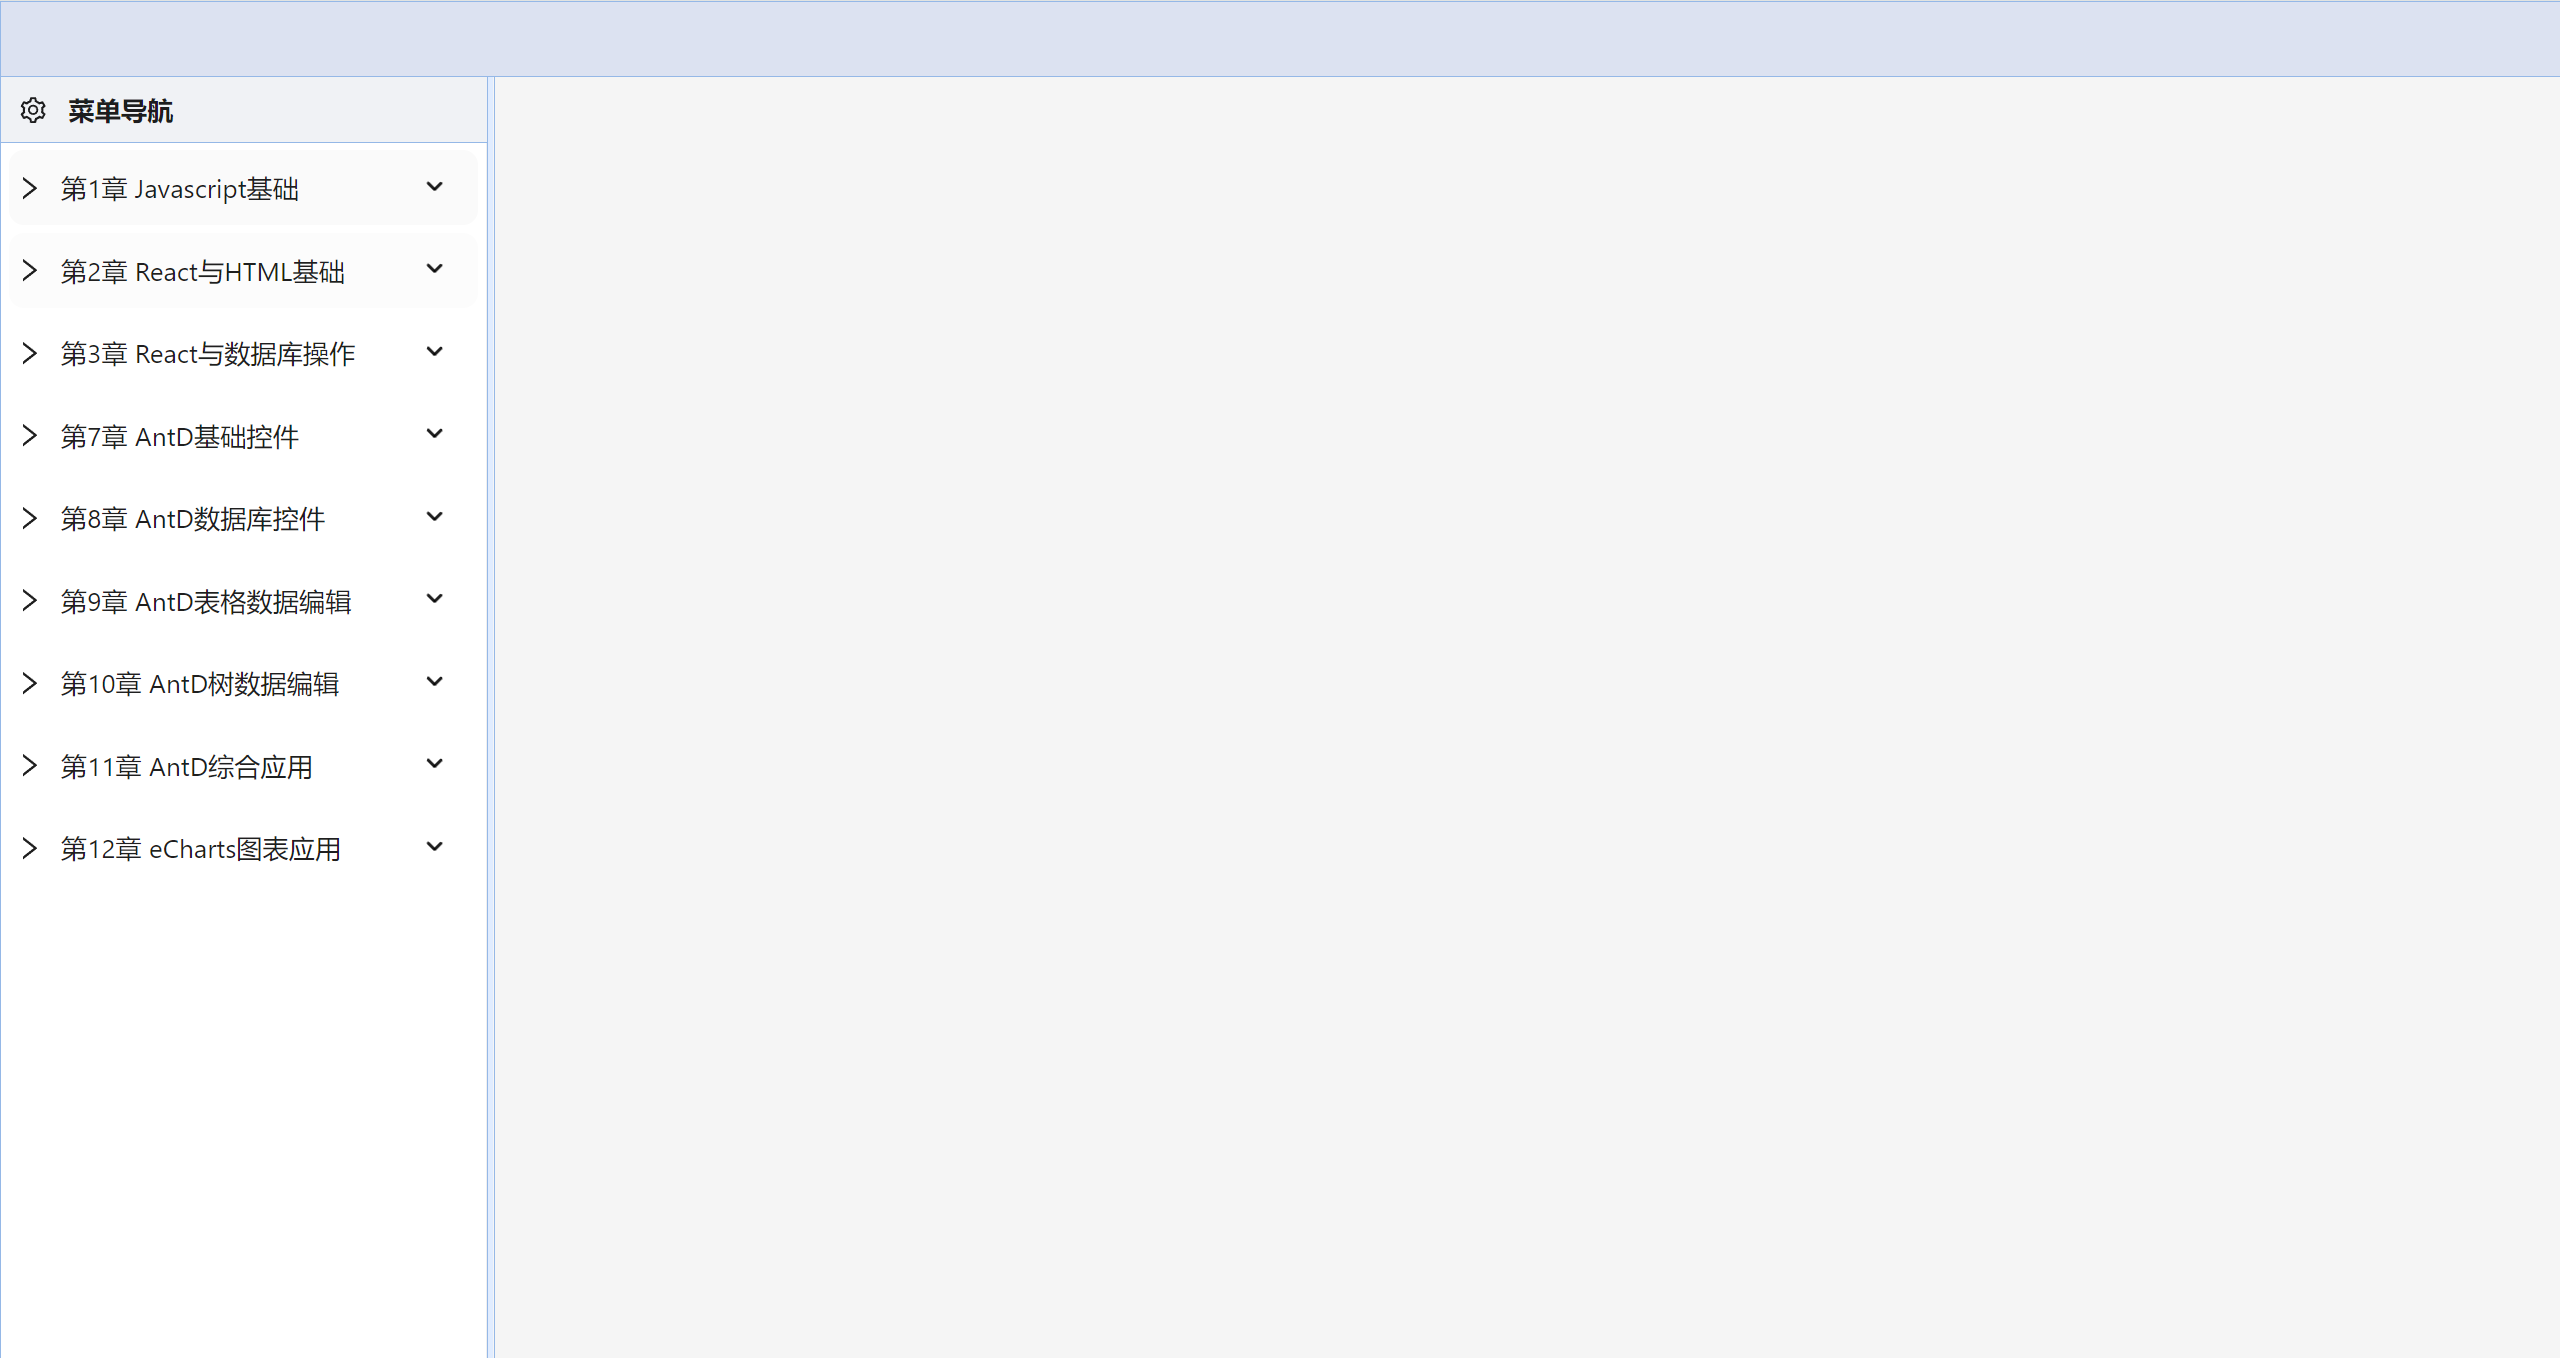 菜单导航
第1章 Javascript基础
第2章 React与HTML基础
第3章 React与数据库操作
第7章 AntD基础控件
第8章 AntD数据库控件
第9章 AntD表格数据编辑
第10章 AntD树数据编辑
第11章 AntD综合应用
第12章 eCharts图表应用